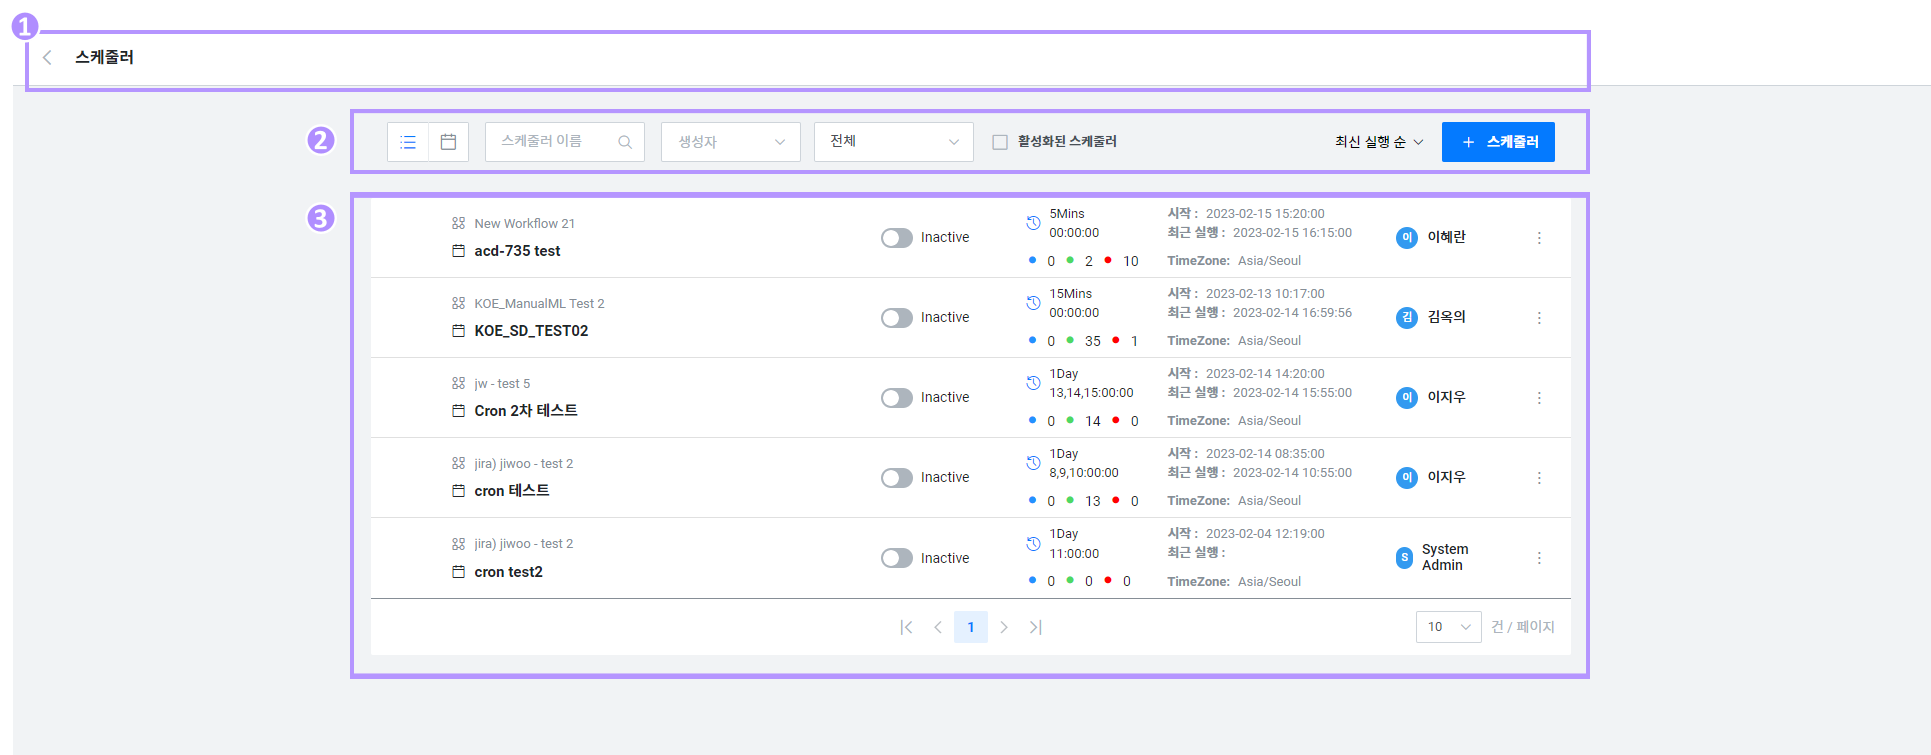 1
스케줄러
2
스케줄러 이름
생성자
전체
활성화된 스케줄러
최신 실행 순
+ 스케줄러
3
New Workflow 21
acd-735 test
Inactive
5Mins
00:00:00
0 2 10
시작 : 2023-02-15 15:20:00
최근 실행 : 2023-02-15 16:15:00
TimeZone: Asia/Seoul
이 이혜란
KOE_ManualML Test 2
KOE_SD_TEST02
Inactive
15Mins
00:00:00
0 35 1
시작 : 2023-02-13 10:17:00
최근 실행 : 2023-02-14 16:59:56
TimeZone: Asia/Seoul
김 김옥의
jw - test 5
Cron 2차 테스트
Inactive
1Day
13,14,15:00:00
0 14 0
시작 : 2023-02-14 14:20:00
최근 실행 : 2023-02-14 15:55:00
TimeZone: Asia/Seoul
이 이지우
jira) jiwoo - test 2
cron 테스트
Inactive
1Day
8,9,10:00:00
0 13 0
시작 : 2023-02-14 08:35:00
최근 실행 : 2023-02-14 10:55:00
TimeZone: Asia/Seoul
이 이지우
jira) jiwoo - test 2
cron test2
Inactive
1Day
11:00:00
0 0 0
시작 : 2023-02-04 12:19:00
최근 실행 :
TimeZone: Asia/Seoul
S System
Admin
1
10 건 / 페이지